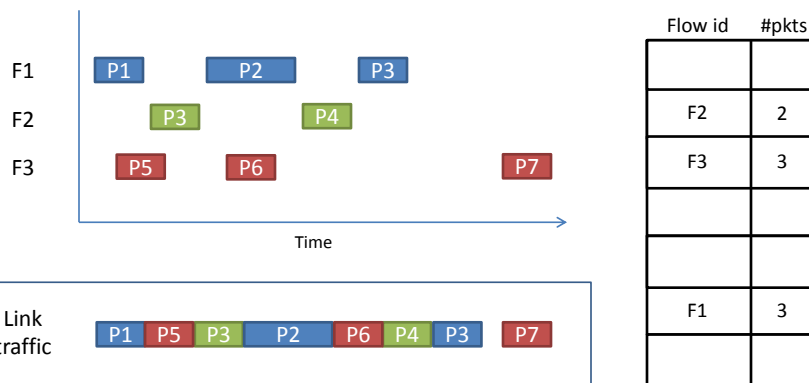 Flow id #pkts
F1 P1 P2 P3
F2 P3 P4
F3 P5 P6 P7
Time
F2 2
F3 3
F1 3
Link
traffic
P1 P5 P3 P2 P6 P4 P3 P7